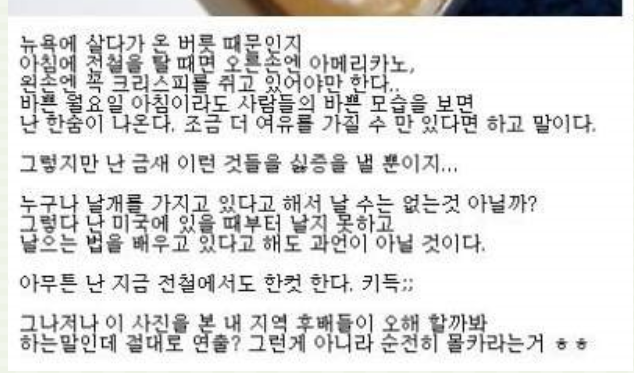 뉴욕에 살다가 온 버릇 때문인지
아침에 전철을 탈 때면 오른손엔 아메리카노,
왼손엔 꼭 크리스피를 쥐고 있어야만 한다..
바쁜 월요일 아침이라도 사람들의 바쁜 모습을 보면
난 한숨이 나온다. 조금 더 여유를 가질 수 만 있다면 하고 말이다.
그렇지만 난 금새 이런 것들을 싫증을 낼 뿐이지...
누구나 날개를 가지고 있다고 해서 날 수는 없는것 아닐까?
그렇다 난 미국에 있을 때부터 날지 못하고
날으는 법을 배우고 있다고 해도 과언이 아닐 것이다.
아무튼 난 지금 전철에서도 한컷 한다. 키득;;
그나저나 이 사진을 본 내 지역 후배들이 오해 할까봐
하는말인데 절대로 연출? 그런게 아니라 순전히 몰카라는거 ㅎㅎ